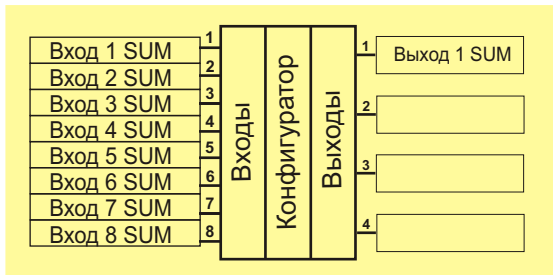 1
Вход 1 SUM
2
Вход 2 SUM
3
Вход 3 SUM
4
Вход 4 SUM
5
Вход 5 SUM
6
Вход 6 SUM
7
Вход 7 SUM
8
Вход 8 SUM
Входы
Конфигуратор
Выходы
1
Выход 1 SUM
2
3
4